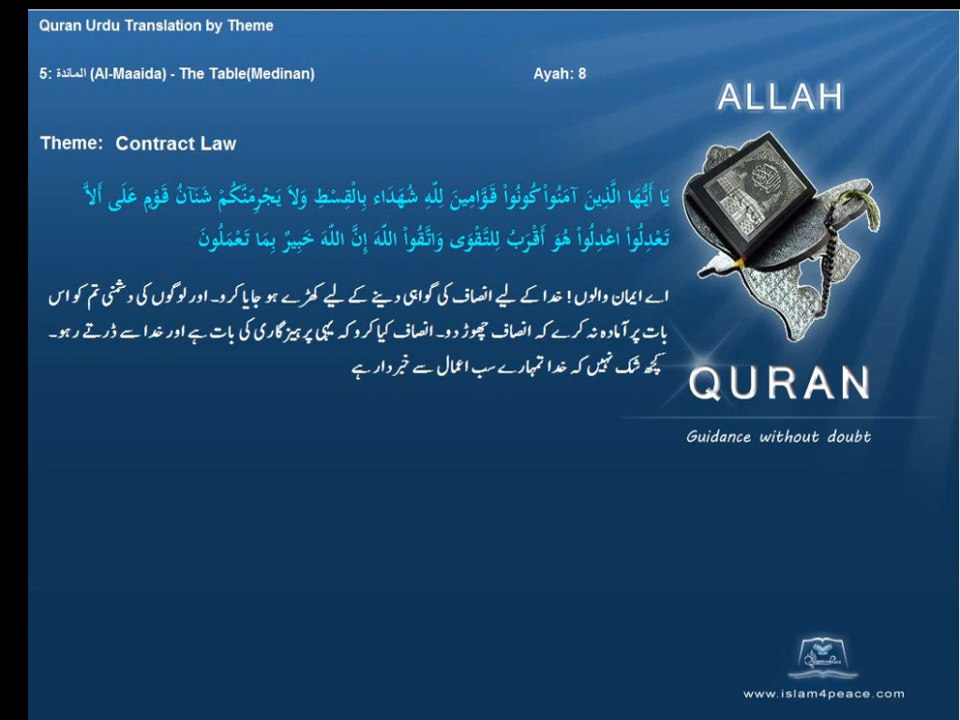 Quran Urdu Translation by Theme
5: المائدة (Al-Maaida) - The Table(Medinan) Ayah: 8
ALLAH
Theme: Contract Law
يَا أَيُّهَا الَّذِينَ آمَنُواْ كُونُواْ قَوَّامِينَ لِلّهِ شُهَدَاء بِالْقِسْطِ وَلاَ يَجْرِمَنَّكُمْ شَنَآنُ قَوْمٍ عَلَى أَلاَّ
تَعْدِلُواْ اعْدِلُواْ هُوَ أَقْرَبُ لِلتَّقْوَى وَاتَّقُواْ اللّهَ إِنَّ اللّهَ خَبِيرٌ بِمَا تَعْمَلُونَ
اے ایمان والوں! خدا کے لیے انصاف کی گواہی دینے کے لیے کھڑے ہو جایا کرو۔ اور لوگوں کی دشمنی تم کو اس
بات پر آمادہ نہ کرے کہ انصاف چھوڑ دو۔ انصاف کیا کرو کہ یہی پرہیزگاری کی بات ہے اور خدا سے ڈرتے رہو۔
کچھ شک نہیں کہ خدا تمہارے سب اعمال سے خبردار ہے
QURAN
Guidance without doubt
www.islam4peace.com